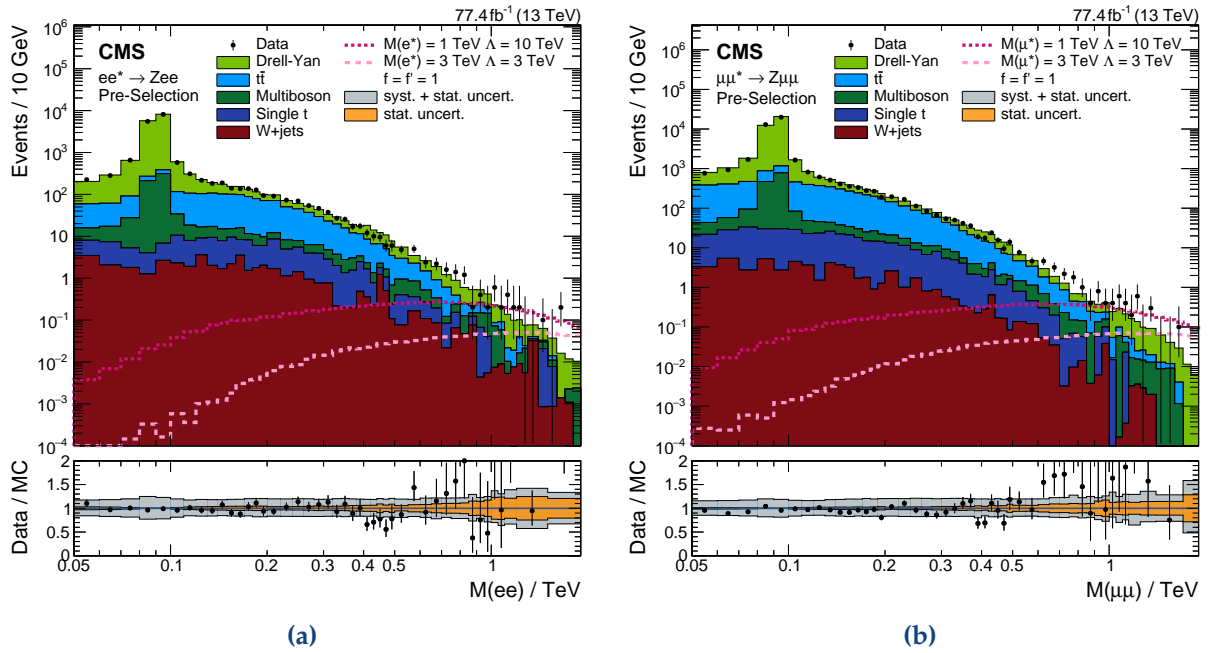 77.4 fb⁻¹ (13 TeV)
Events / 10 GeV
10⁶
10⁵
10⁴
10³
10²
10
1
10⁻¹
10⁻²
10⁻³
10⁻⁴
CMS
ee* → Zee
Pre-Selection
Data
Drell-Yan
tt̄
Multiboson
Single t
W+jets
M(e*) = 1 TeV Λ = 10 TeV
M(e*) = 3 TeV Λ = 3 TeV
f = f' = 1
syst. + stat. uncert.
stat. uncert.
Data / MC
2
1.5
1
0.5
0
0.05 0.1 0.2 0.3 0.4 0.5 1
M(ee) / TeV
(a)
77.4 fb⁻¹ (13 TeV)
Events / 10 GeV
10⁶
10⁵
10⁴
10³
10²
10
1
10⁻¹
10⁻²
10⁻³
10⁻⁴
CMS
μμ* → Zμμ
Pre-Selection
Data
Drell-Yan
tt̄
Multiboson
Single t
W+jets
M(μ*) = 1 TeV Λ = 10 TeV
M(μ*) = 3 TeV Λ = 3 TeV
f = f' = 1
syst. + stat. uncert.
stat. uncert.
Data / MC
2
1.5
1
0.5
0
0.05 0.1 0.2 0.3 0.4 0.5 1
M(μμ) / TeV
(b)